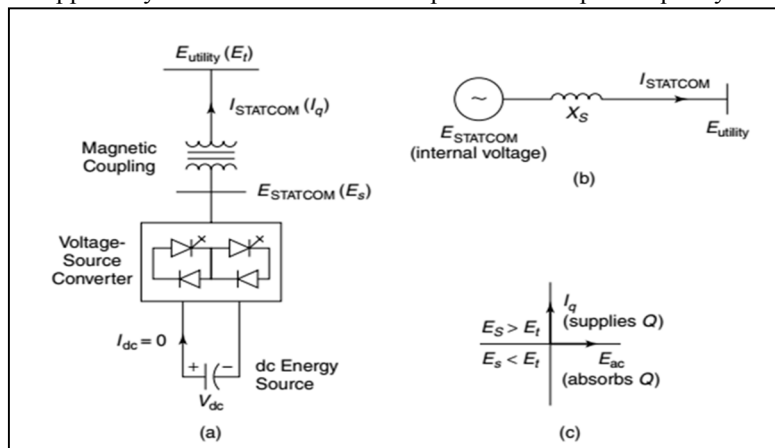 E_utility (E_t)
I_STATCOM (I_q)
Magnetic
Coupling
E_STATCOM (E_s)
Voltage-
Source
Converter
I_dc = 0
+ −
dc Energy
Source
V_dc
(a)
~
I_STATCOM
X_S
E_STATCOM
(internal voltage)
E_utility
(b)
I_q
E_S > E_t (supplies Q)
E_s < E_t E_ac
(absorbs Q)
(c)